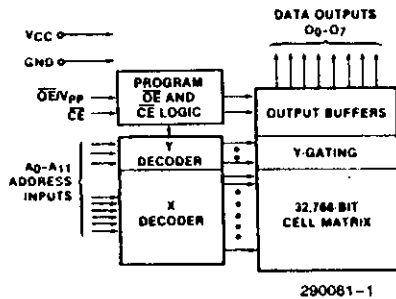 DATA OUTPUTS
O0-O7
VCC
GND
OE/VPP
CE
PROGRAM
OE AND
CE LOGIC
OUTPUT BUFFERS
Y
DECODER
Y-GATING
A0-A11
ADDRESS
INPUTS
X
DECODER
32,764-BIT
CELL MATRIX
290081-1